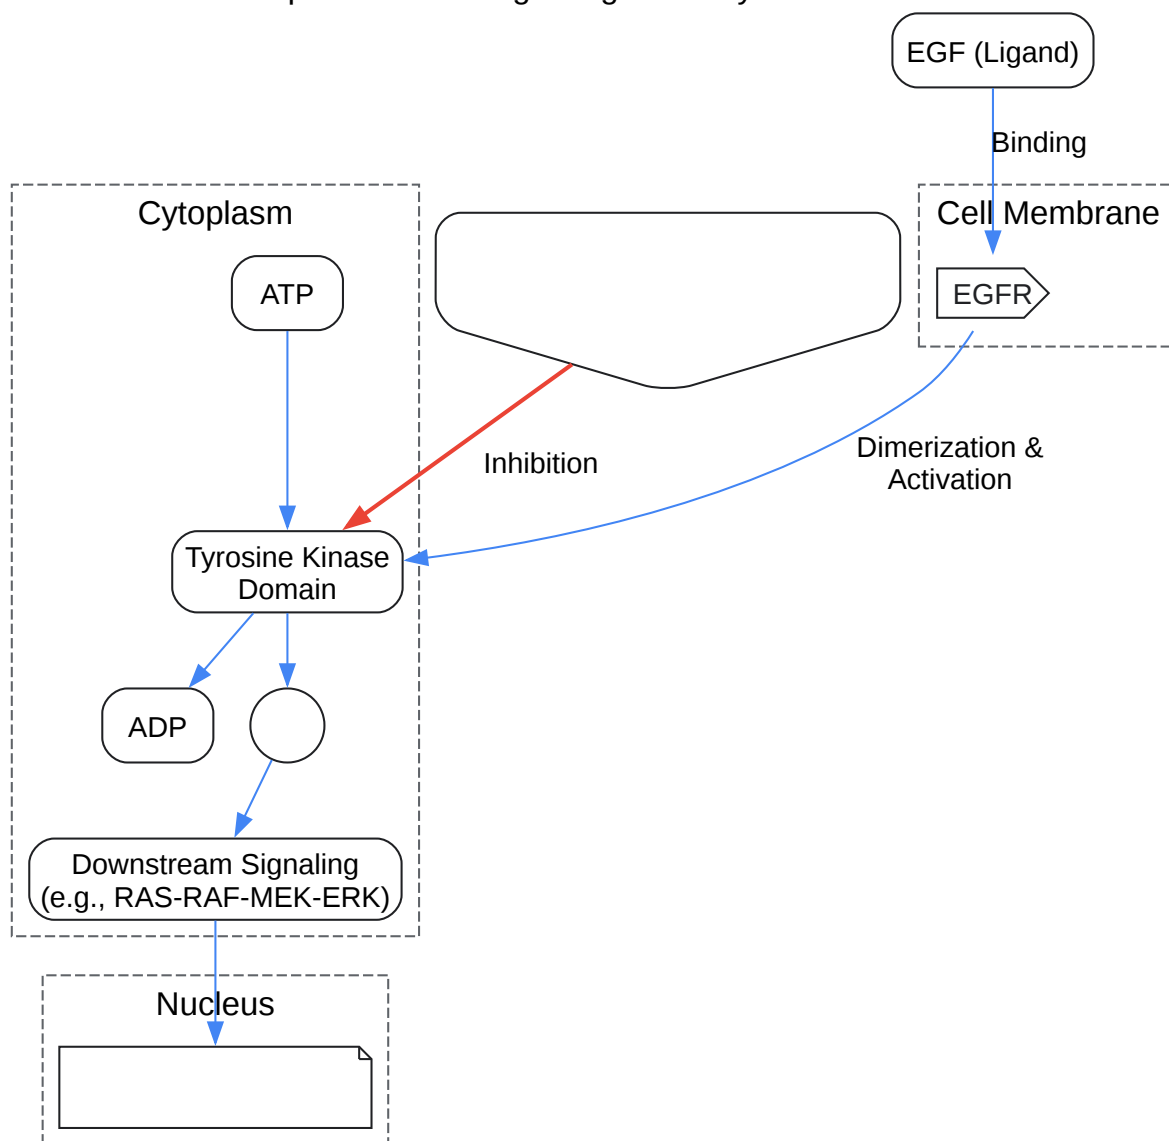 EGF (Ligand)
Binding
Cytoplasm
Cell Membrane
ATP
EGFR
Inhibition
Dimerization &
Activation
Tyrosine Kinase
Domain
ADP
Downstream Signaling
(e.g., RAS-RAF-MEK-ERK)
Nucleus